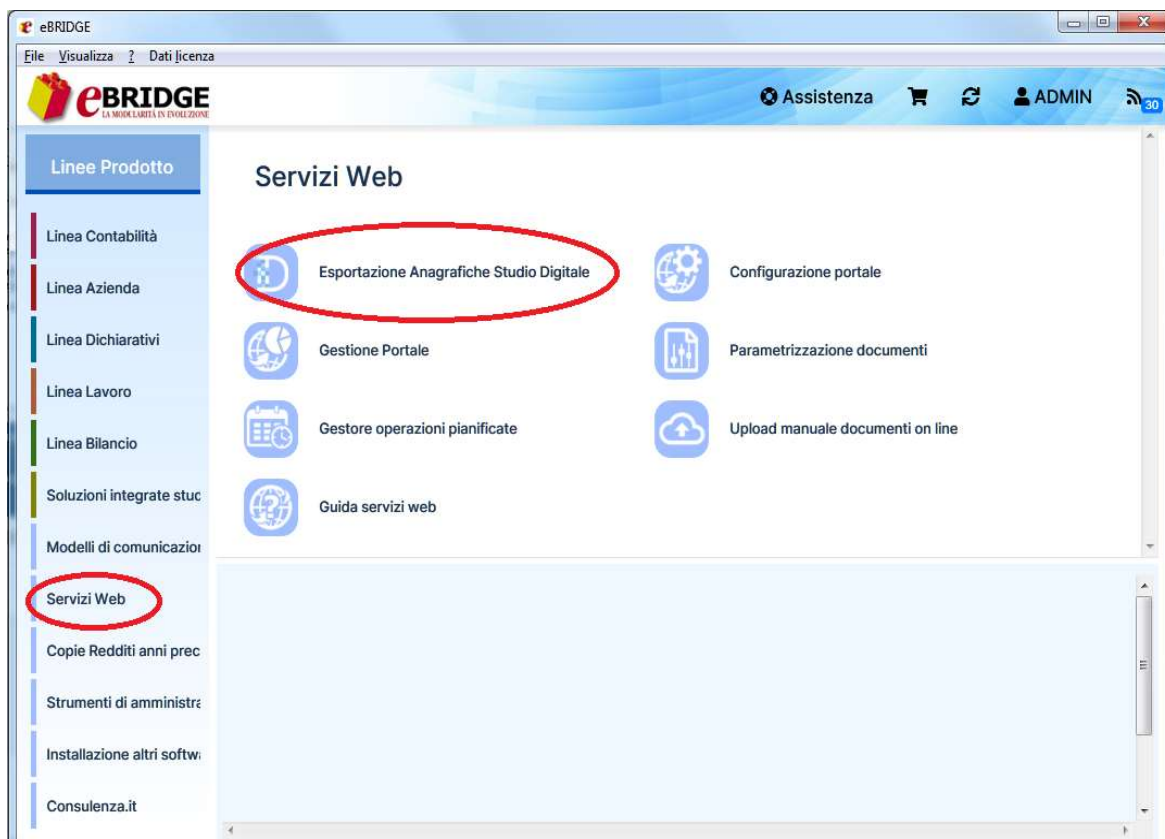 eBRIDGE
File Visualizza ? Dati licenza
eBRIDGE
LA MODULARITÀ IN EVOLUZIONE
Assistenza
ADMIN
30
Linee Prodotto
Linea Contabilità
Linea Azienda
Linea Dichiarativi
Linea Lavoro
Linea Bilancio
Soluzioni integrate stud
Modelli di comunicazion
Servizi Web
Copie Redditi anni prec
Strumenti di amministra
Installazione altri softwa
Consulenza.it
Servizi Web
Esportazione Anagrafiche Studio Digitale
Configurazione portale
Gestione Portale
Parametrizzazione documenti
Gestore operazioni pianificate
Upload manuale documenti on line
Guida servizi web